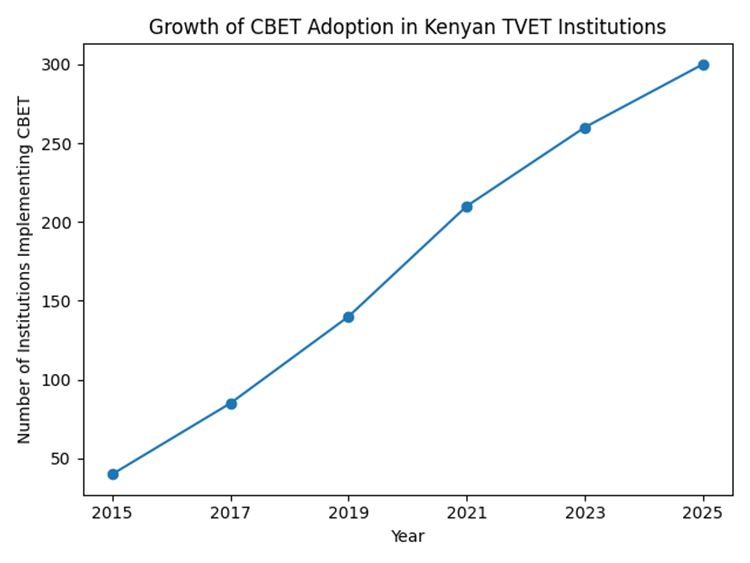 Growth of CBET Adoption in Kenyan TVET Institutions
Number of Institutions Implementing CBET
300
250
200
150
100
50
2015 2017 2019 2021 2023 2025
Year